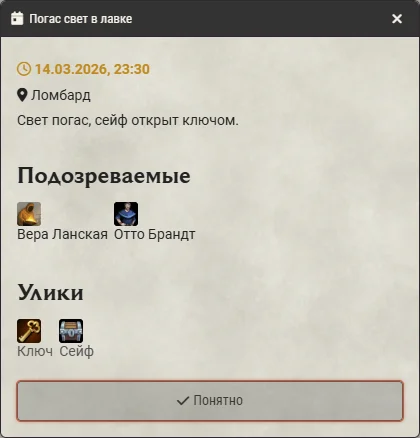 Погас свет в лавке
14.03.2026, 23:30
Ломбард
Свет погас, сейф открыт ключом.
Подозреваемые
Вера Ланская Отто Брандт
Улики
Ключ Сейф
Понятно